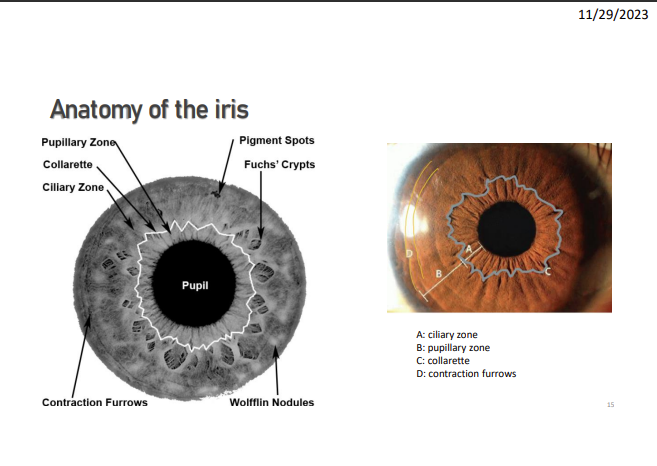 11/29/2023
Anatomy of the iris
Pupillary Zone
Collarette
Ciliary Zone
Pigment Spots
Fuchs' Crypts
Pupil
Contraction Furrows
Wolfflin Nodules
A
B
C
D
A: ciliary zone
B: pupillary zone
C: collarette
D: contraction furrows
15